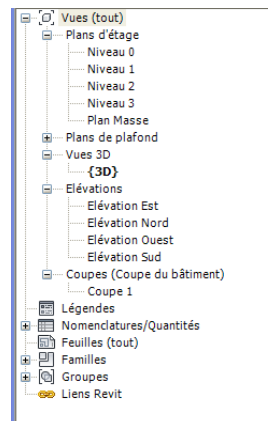 Vues (tout)
Plans d'étage
Niveau 0
Niveau 1
Niveau 2
Niveau 3
Plan Masse
Plans de plafond
Vues 3D
{3D}
Elévations
Elévation Est
Elévation Nord
Elévation Ouest
Elévation Sud
Coupes (Coupe du bâtiment)
Coupe 1
Légendes
Nomenclatures/Quantités
Feuilles (tout)
Familles
Groupes
Liens Revit